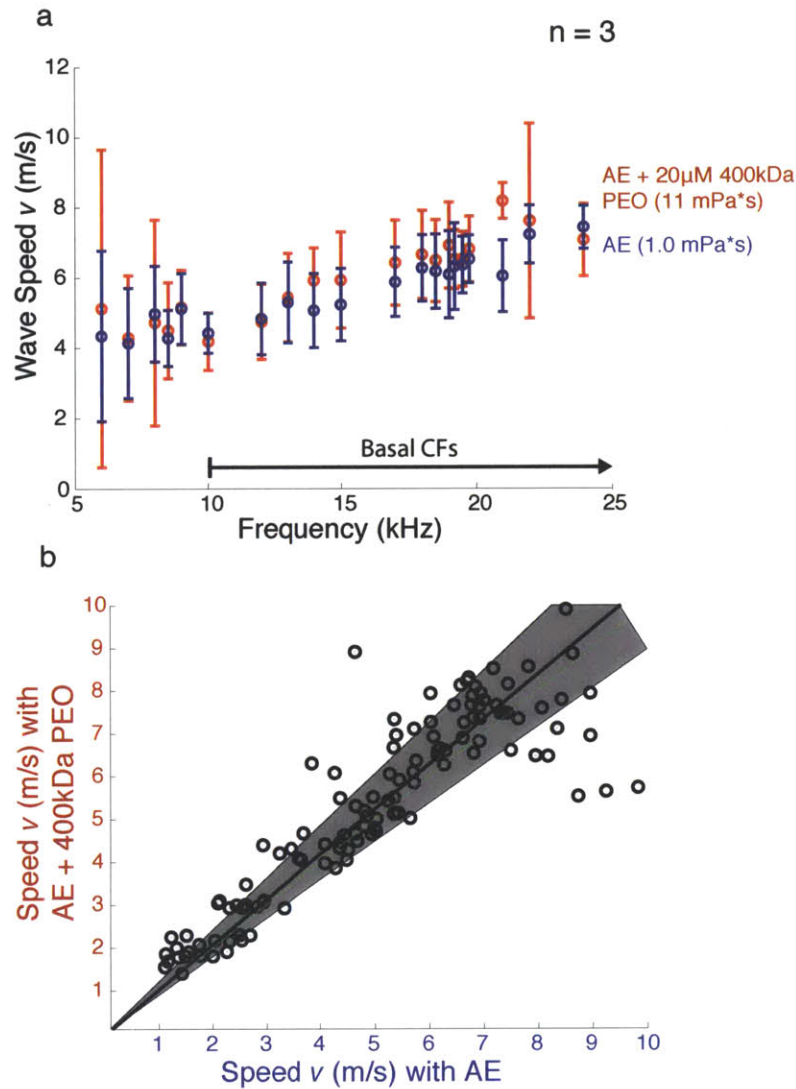 a
n = 3
12
10
8
6
4
2
0
Wave Speed v (m/s)
AE + 20µM 400kDa
PEO (11 mPa*s)
AE (1.0 mPa*s)
Basal CFs
5
10
15
20
25
Frequency (kHz)
b
10
9
8
7
6
5
4
3
2
1
Speed v (m/s) with
AE + 400kDa PEO
1
2
3
4
5
6
7
8
9
10
Speed v (m/s) with AE